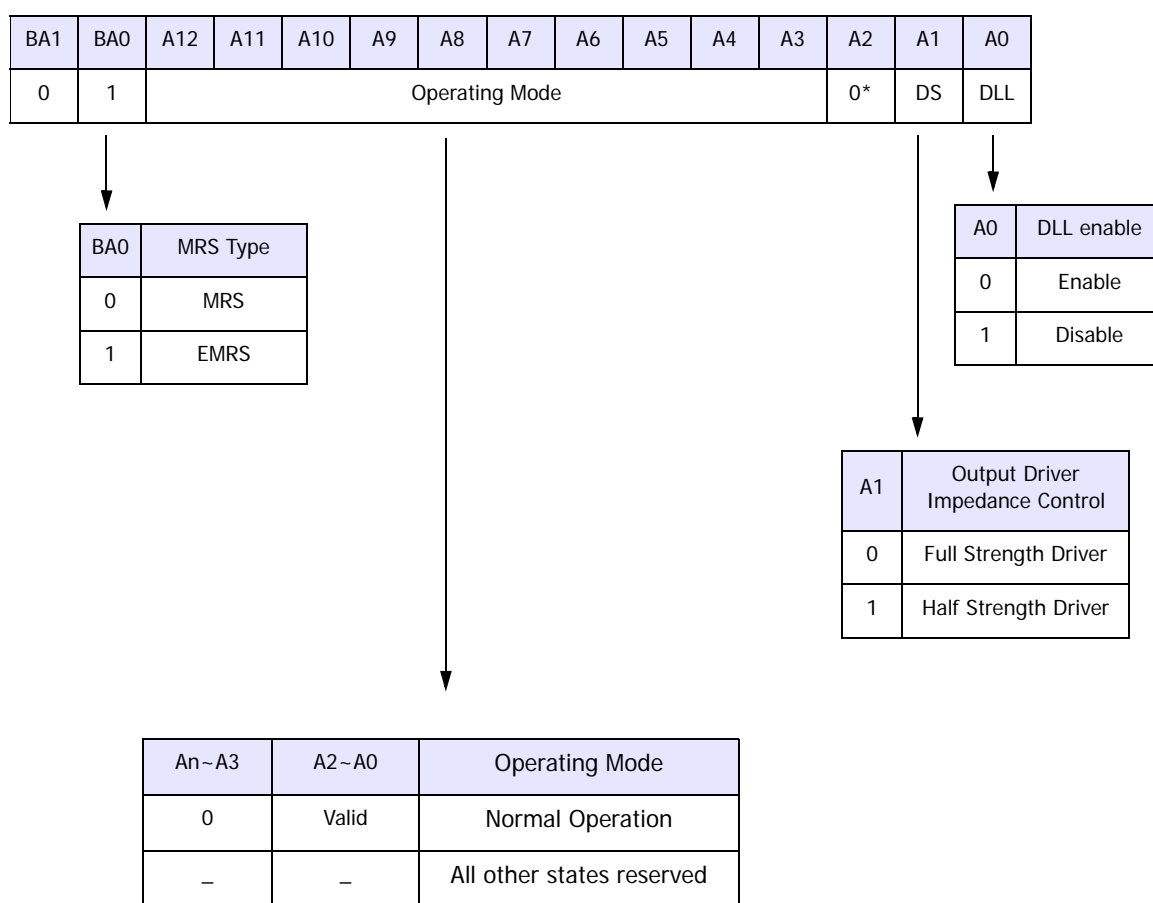 BA1 BA0 A12 A11 A10 A9 A8 A7 A6 A5 A4 A3 A2 A1 A0
0 1 Operating Mode 0* DS DLL
BA0 MRS Type
0 MRS
1 EMRS
A0 DLL enable
0 Enable
1 Disable
A1 Output Driver
Impedance Control
0 Full Strength Driver
1 Half Strength Driver
An~A3 A2~A0 Operating Mode
0 Valid Normal Operation
_ _ All other states reserved